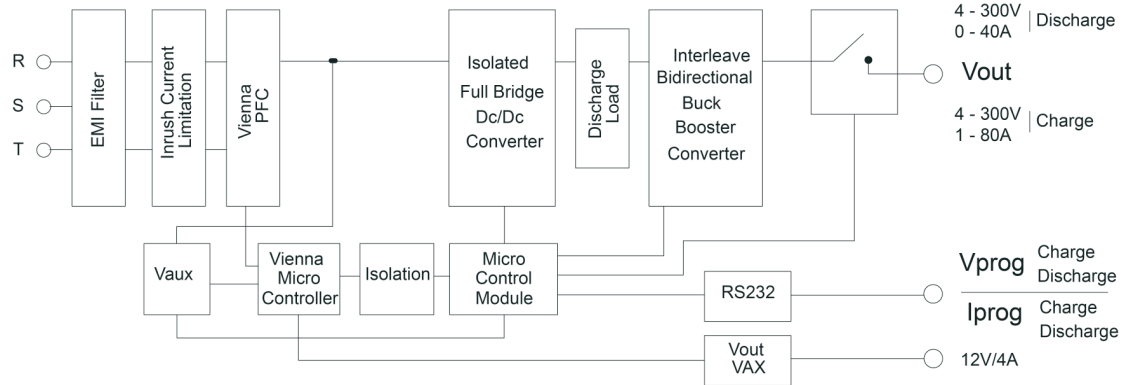 R
S
T
EMI Filter
Inrush Current
Limitation
Vienna
PFC
Isolated
Full Bridge
Dc/Dc
Converter
Discharge
Load
Interleave
Bidirectional
Buck
Booster
Converter
4 - 300V
0 - 40A
Discharge
Vout
4 - 300V
1 - 80A
Charge
Vaux
Vienna
Micro
Controller
Isolation
Micro
Control
Module
RS232
Vprog
Charge
Discharge
Iprog
Charge
Discharge
Vout
VAX
12V/4A